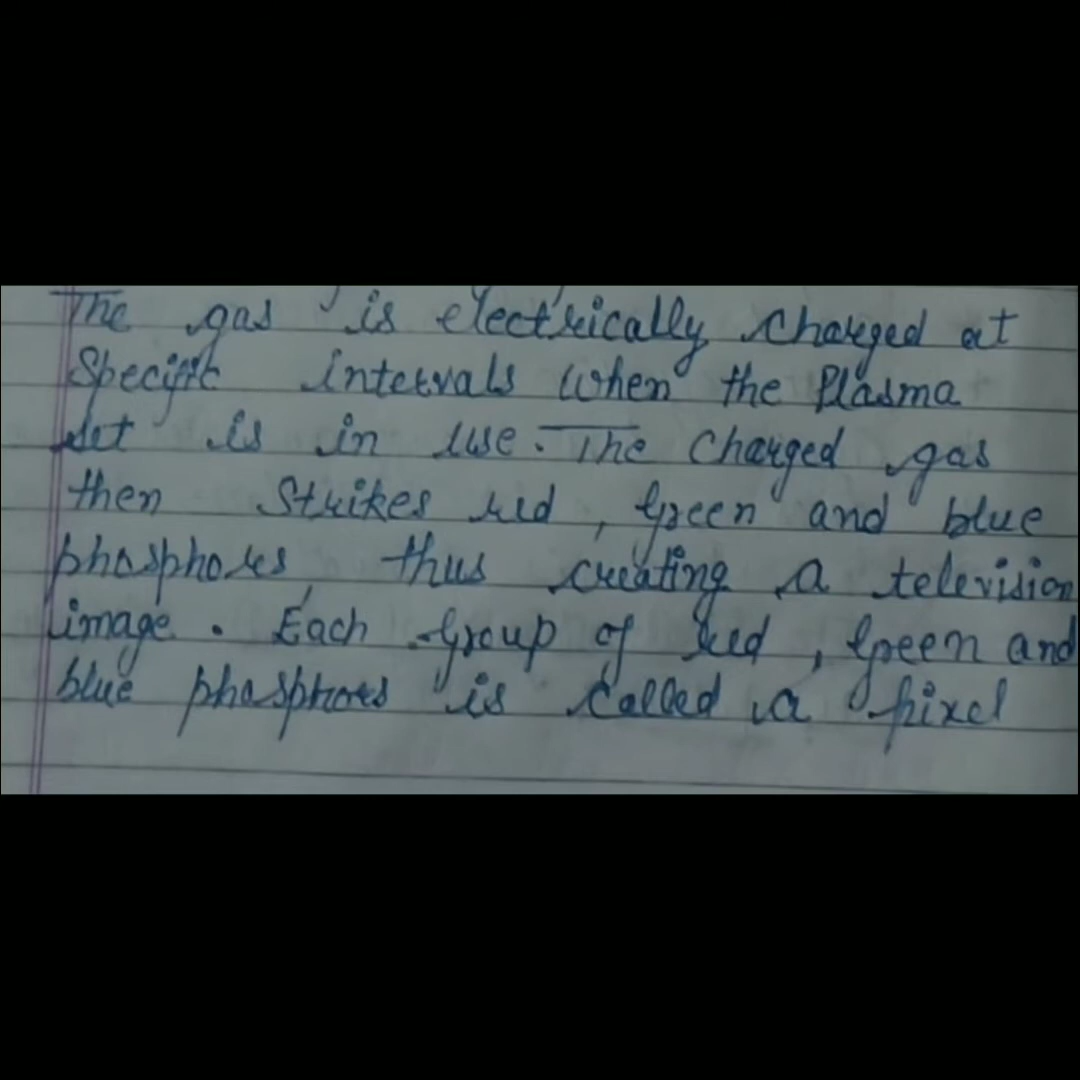 The gas is electrically charged at
Specific intervals when the Plasma
set is in use. The charged gas
then Strikes red, Green and blue
phosphores, thus creating a television
image. Each Group of red, Green and
blue phosphores is called a pixel